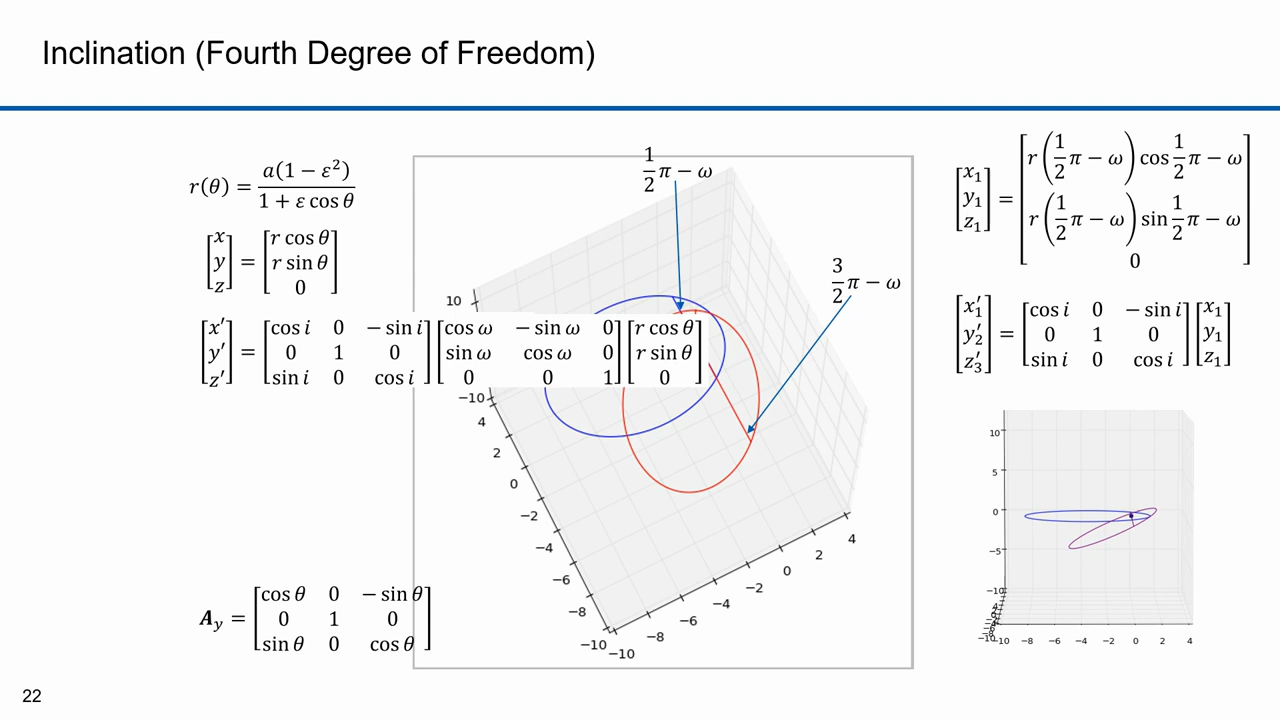 Inclination (Fourth Degree of Freedom)
r(θ) = a(1 − ε²) / 1 + ε cos θ
[x y z] = [r cos θ r sin θ 0]
[x′ y′ z′] = [cos i 0 − sin i 0 1 0 sin i 0 cos i] [cos ω − sin ω 0 sin ω cos ω 0 0 0 1] [r cos θ r sin θ 0]
A_y = [cos θ 0 − sin θ 0 1 0 sin θ 0 cos θ]
1/2 π − ω
3/2 π − ω
10
−10
4
2
0
−2
−4
−6
−8
−10
−10
−8
−6
−4
−2
0
2
4
[x₁ y₁ z₁] = [r(1/2 π − ω) cos 1/2 π − ω r(1/2 π − ω) sin 1/2 π − ω 0]
[x₁′ y₂′ z₃′] = [cos i 0 − sin i 0 1 0 sin i 0 cos i] [x₁ y₁ z₁]
10
5
0
−5
−10
−10 −8 −6 −4 −2 0 2 4
22